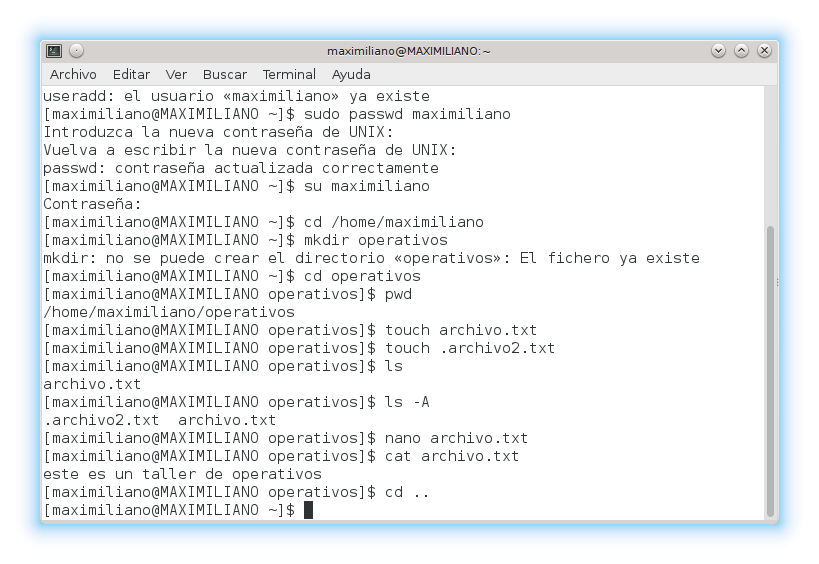 maximiliano@MAXIMILIANO:~
Archivo Editar Ver Buscar Terminal Ayuda
useradd: el usuario «maximiliano» ya existe
[maximiliano@MAXIMILIANO ~]$ sudo passwd maximiliano
Introduzca la nueva contraseña de UNIX:
Vuelva a escribir la nueva contraseña de UNIX:
passwd: contraseña actualizada correctamente
[maximiliano@MAXIMILIANO ~]$ su maximiliano
Contraseña:
[maximiliano@MAXIMILIANO ~]$ cd /home/maximiliano
[maximiliano@MAXIMILIANO ~]$ mkdir operativos
mkdir: no se puede crear el directorio «operativos»: El fichero ya existe
[maximiliano@MAXIMILIANO ~]$ cd operativos
[maximiliano@MAXIMILIANO operativos]$ pwd
/home/maximiliano/operativos
[maximiliano@MAXIMILIANO operativos]$ touch archivo.txt
[maximiliano@MAXIMILIANO operativos]$ touch .archivo2.txt
[maximiliano@MAXIMILIANO operativos]$ ls
archivo.txt
[maximiliano@MAXIMILIANO operativos]$ ls -A
.archivo2.txt  archivo.txt
[maximiliano@MAXIMILIANO operativos]$ nano archivo.txt
[maximiliano@MAXIMILIANO operativos]$ cat archivo.txt
este es un taller de operativos
[maximiliano@MAXIMILIANO operativos]$ cd ..
[maximiliano@MAXIMILIANO ~]$